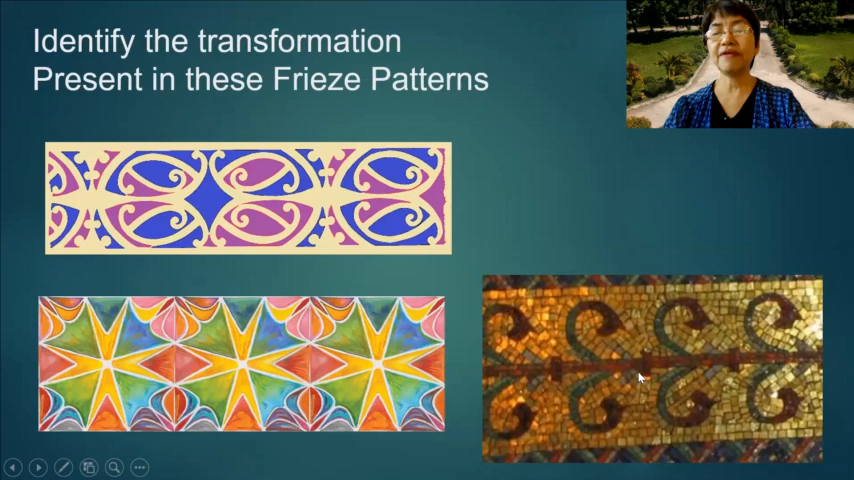 Identify the transformation
Present in these Frieze Patterns